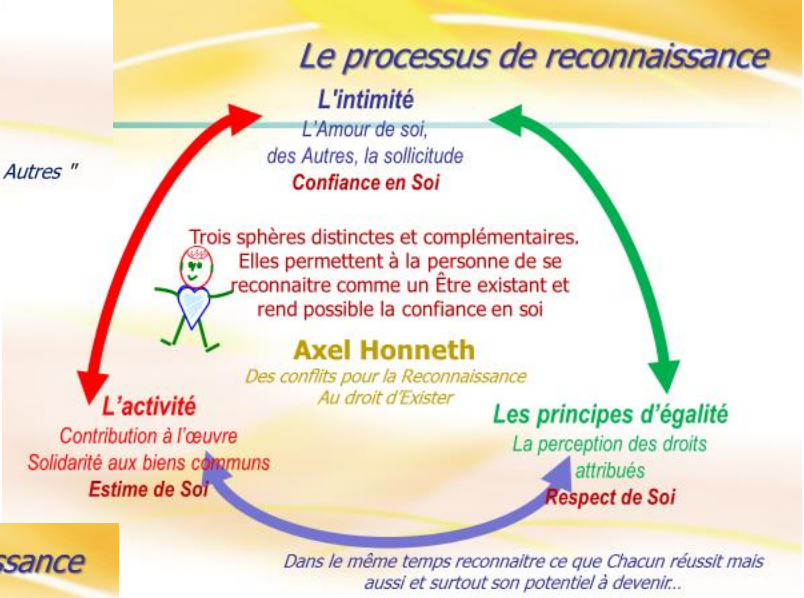 Le processus de reconnaissance
L'intimité
L'Amour de soi,
des Autres, la sollicitude
Confiance en Soi
Autres "
Trois sphères distinctes et complémentaires.
Elles permettent à la personne de se
reconnaitre comme un Être existant et
rend possible la confiance en soi
Axel Honneth
Des conflits pour la Reconnaissance
Au droit d'Exister
L'activité
Contribution à l'œuvre
Solidarité aux biens communs
Estime de Soi
Les principes d'égalité
La perception des droits
attribués
Respect de Soi
ssance
Dans le même temps reconnaitre ce que Chacun réussit mais
aussi et surtout son potentiel à devenir...